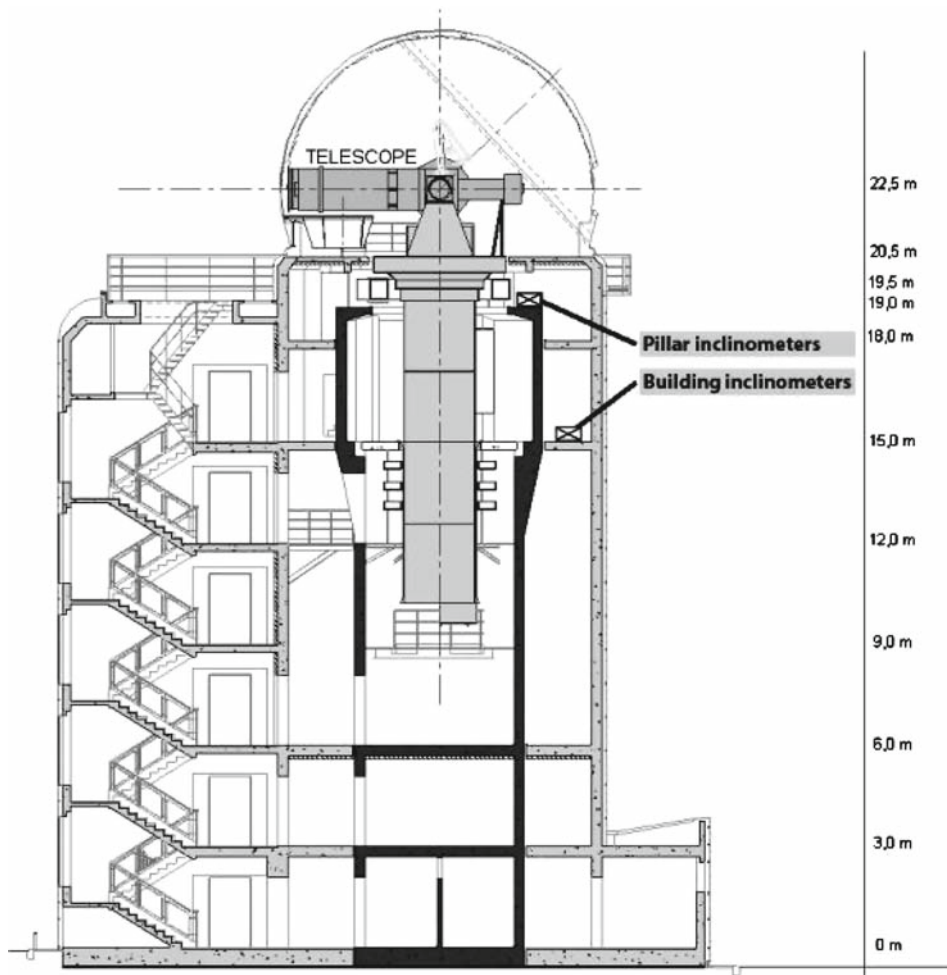 TELESCOPE
22,5 m
20,5 m
19,5 m
19,0 m
Pillar inclinometers
18,0 m
Building inclinometers
15,0 m
12,0 m
9,0 m
6,0 m
3,0 m
0 m